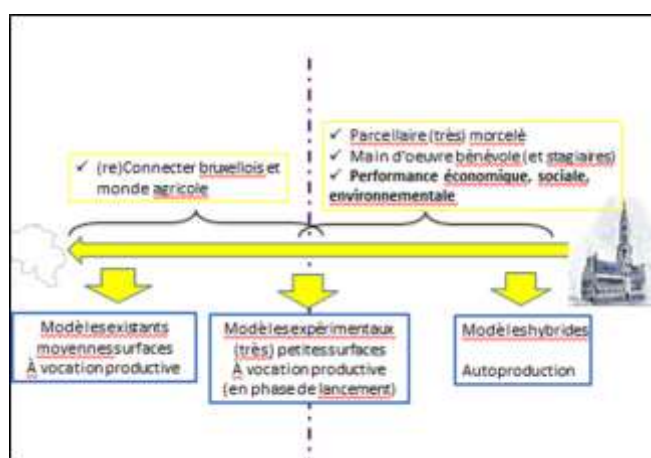 ✓ Parcellaire (très) morcelé
✓ Main d'oeuvre bénévole (et stagiaires)
✓ Performance économique, sociale,
environnementale
✓ (re)Connecter bruxellois et
monde agricole
Modèles existants
moyennes surfaces
À vocation productive
Modèles expérimentaux
(très) petites surfaces
À vocation productive
(en phase de lancement)
Modèles hybrides
Autoproduction